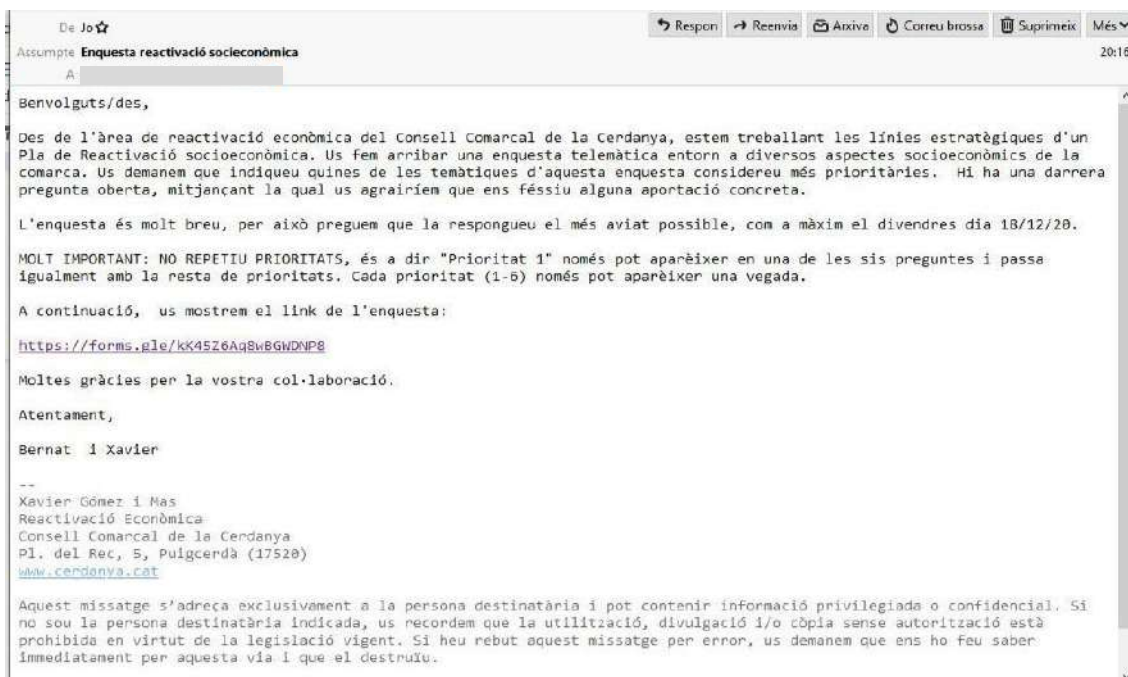 De Jo
Respon Reenvia Arxiva Correu brossa Suprimeix Més
Assumpte Enquesta reactivació socieconòmica
20:16
A
Benvolguts/des,
Des de l'àrea de reactivació econòmica del Consell Comarcal de la Cerdanya, estem treballant les línies estratègiques d'un
Pla de Reactivació socioeconòmica. Us fem arribar una enquesta telemàtica entorn a diversos aspectes socioeconòmics de la
comarca. Us demanem que indiqueu quines de les temàtiques d'aquesta enquesta considereu més prioritàries. Hi ha una darrera
pregunta oberta, mitjançant la qual us agrairíem que ens féssiu alguna aportació concreta.
L'enquesta és molt breu, per això preguem que la respongueu el més aviat possible, com a màxim el divendres dia 18/12/20.
MOLT IMPORTANT: NO REPETIU PRIORITATS, és a dir "Prioritat 1" només pot aparèixer en una de les sis preguntes i passa
igualment amb la resta de prioritats. Cada prioritat (1-6) només pot aparèixer una vegada.
A continuació, us mostrem el link de l'enquesta:
https://forms.gle/kK45Z6Aq8wBGWDNP8
Moltes gràcies per la vostra col·laboració.
Atentament,
Bernat i Xavier
--
Xavier Gómez i Mas
Reactivació Econòmica
Consell Comarcal de la Cerdanya
Pl. del Rec, 5, Puigcerdà (17520)
www.cerdanya.cat
Aquest missatge s'adreça exclusivament a la persona destinatària i pot contenir informació privilegiada o confidencial. Si
no sou la persona destinatària indicada, us recordem que la utilització, divulgació i/o còpia sense autorització està
prohibida en virtut de la legislació vigent. Si heu rebut aquest missatge per error, us demanem que ens ho feu saber
immediatament per aquesta via i que el destruïu.